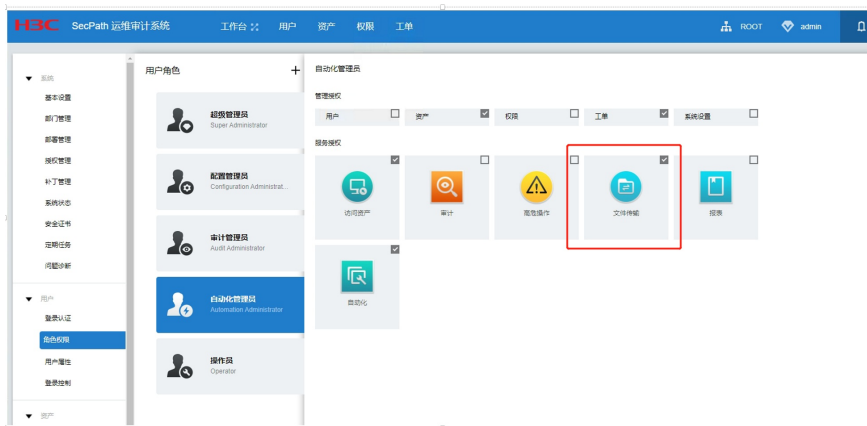 H3C SecPath 运维审计系统 工作台 用户 资产 权限 工单 ROOT admin
系统
基本设置
部门管理
部署管理
授权管理
补丁管理
系统状态
安全证书
定期任务
问题诊断
用户
登录认证
角色权限
用户属性
登录控制
资产
用户角色 +
超级管理员
Super Administrator
配置管理员
Configuration Administrat...
审计管理员
Audit Administrator
自动化管理员
Automation Administrator
操作员
Operator
自动化管理员
管理授权
用户 资产 权限 工单 系统设置
服务授权
访问资产 审计 高危操作 文件传输 报表
自动化